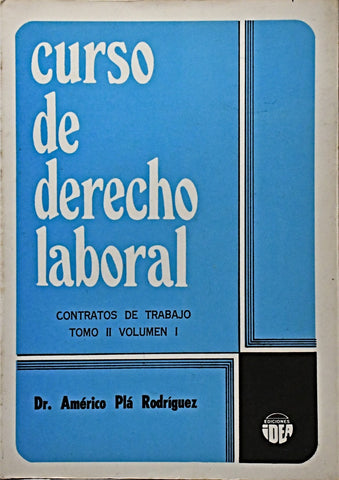 curso
de
derecho
laboral
CONTRATOS DE TRABAJO
TOMO II VOLUMEN I
Dr. Américo Plá Rodríguez
EDICIONES
IDEA